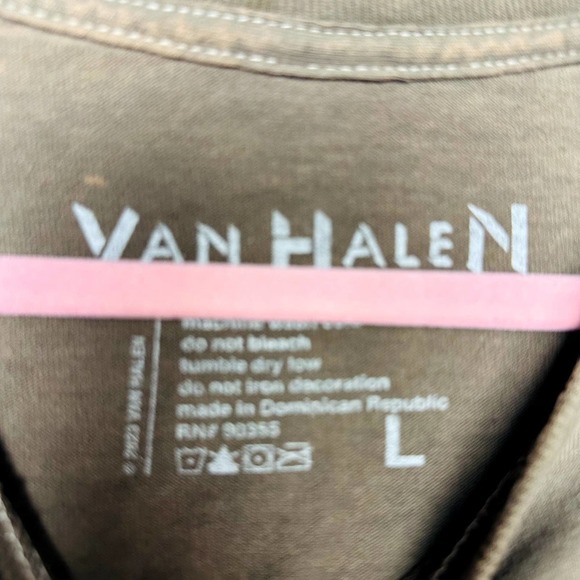 VAN HALEN
do not bleach
tumble dry low
do not iron decoration
made in Dominican Republic
RN# 90355
L
© 2023 VAN HALEN